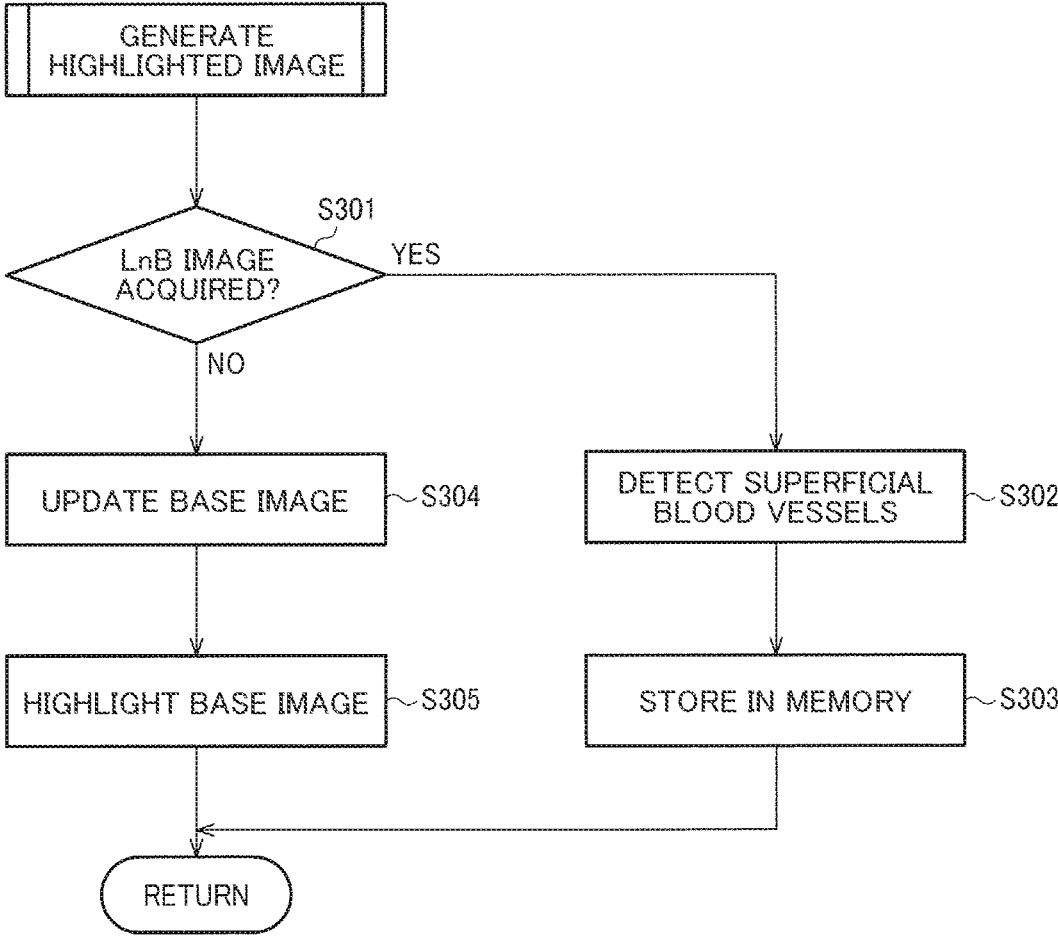 GENERATE
HIGHLIGHTED IMAGE
S301
LnB IMAGE
ACQUIRED?
YES
NO
UPDATE BASE IMAGE
S304
DETECT SUPERFICIAL
BLOOD VESSELS
S302
HIGHLIGHT BASE IMAGE
S305
STORE IN MEMORY
S303
RETURN